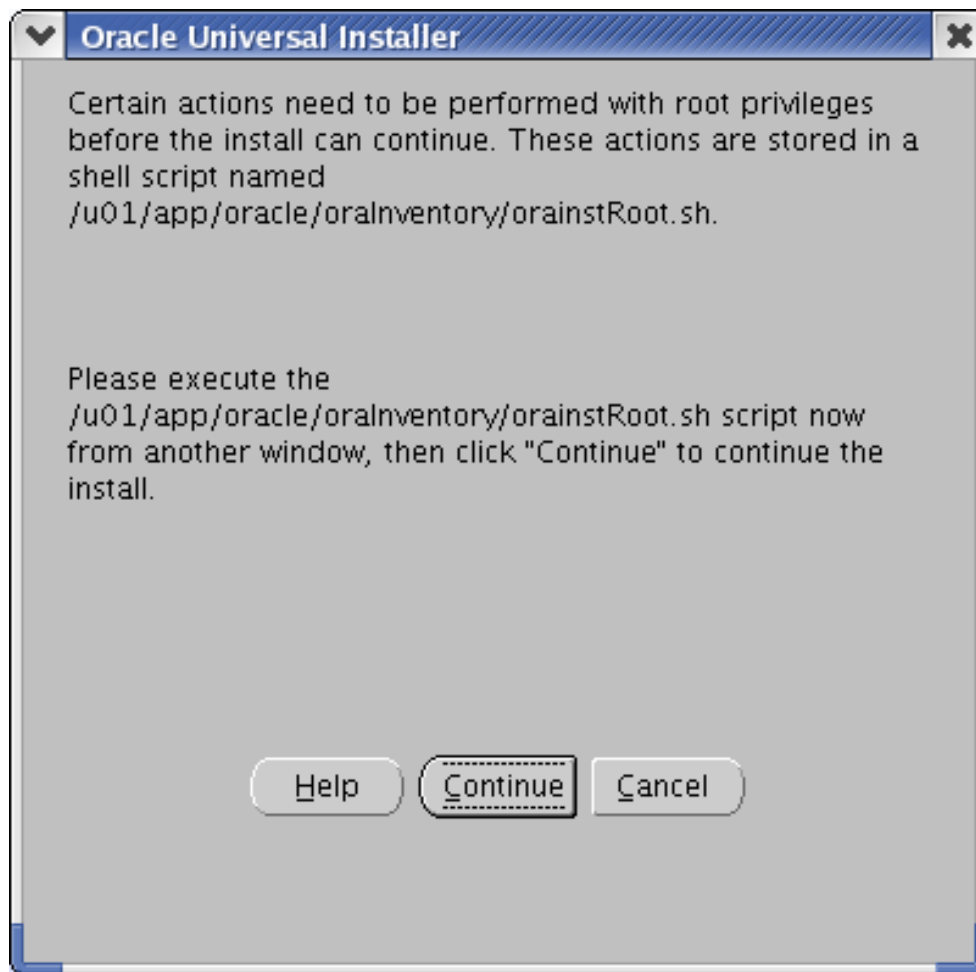 Oracle Universal Installer
Certain actions need to be performed with root privileges
before the install can continue. These actions are stored in a
shell script named
/u01/app/oracle/oraInventory/orainstRoot.sh.
Please execute the
/u01/app/oracle/oraInventory/orainstRoot.sh script now
from another window, then click "Continue" to continue the
install.
Help Continue Cancel